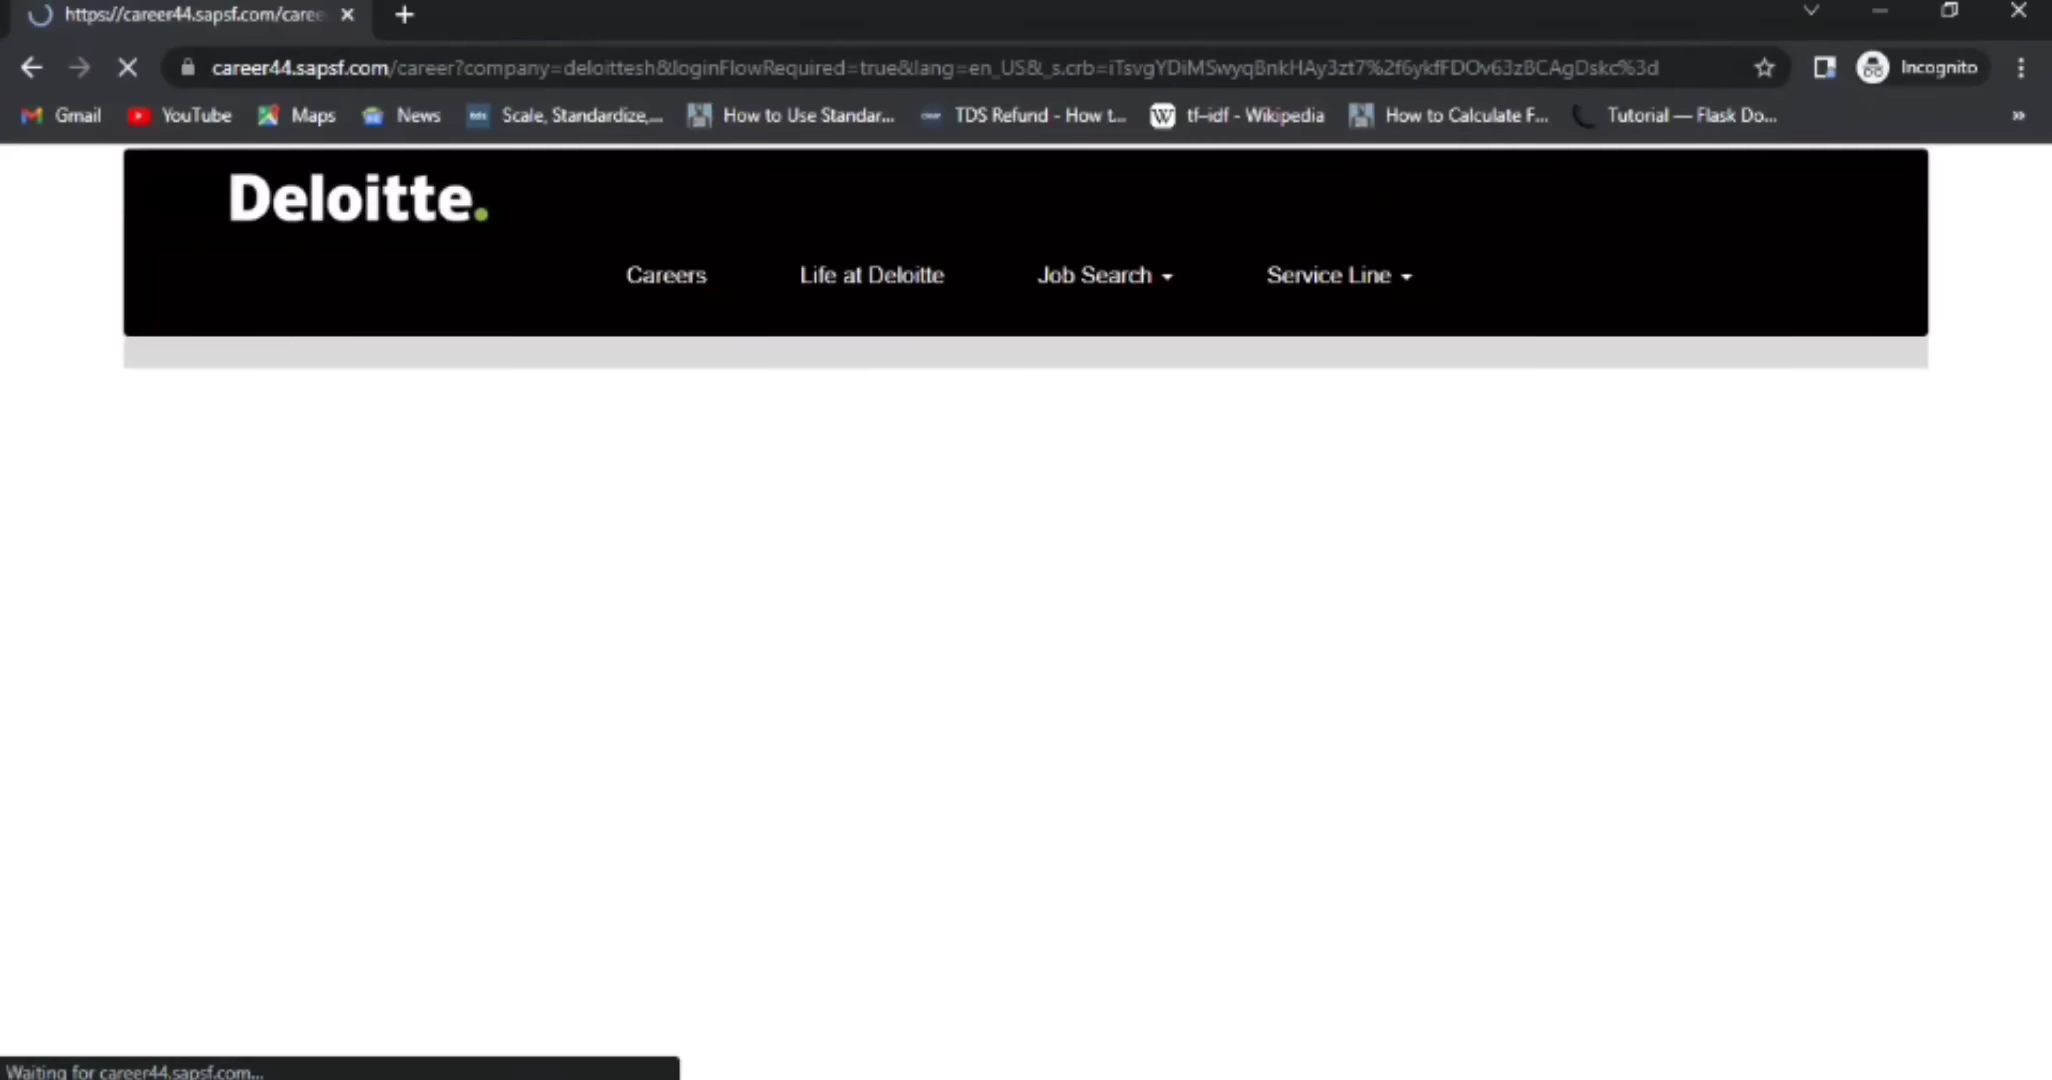 https://career44.sapsf.com/caree
career44.sapsf.com/career?company=deloittesh&loginFlowRequired=true&lang=en_US&_s.crb=iTsvgYDiMSwyqBnkHAy3zt7%2f6ykfFDOv63zBCAgDskc%3d Incognito
Gmail YouTube Maps News Scale, Standardize,... How to Use Standar... TDS Refund - How t... tf–idf - Wikipedia How to Calculate F... Tutorial — Flask Do... »
Deloitte.
Careers Life at Deloitte Job Search Service Line
Waiting for career44.sapsf.com...